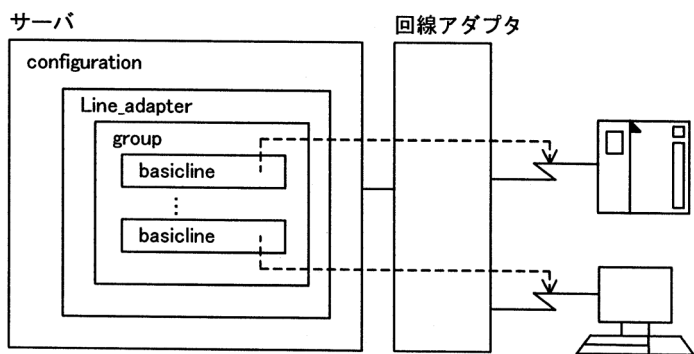 サーバ
回線アダプタ
configuration
Line_adapter
group
basicline
basicline